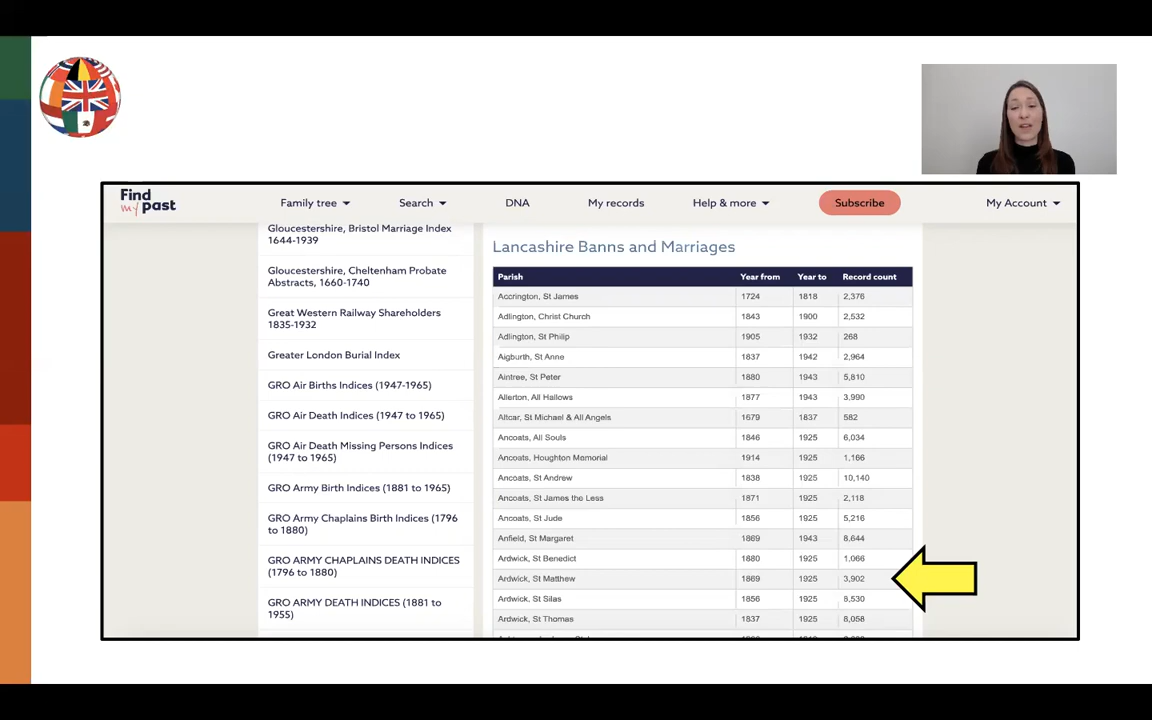 Find
my past
Family tree
Search
DNA
My records
Help & more
Subscribe
My Account
Gloucestershire, Bristol Marriage Index
1644-1939
Gloucestershire, Cheltenham Probate
Abstracts, 1660-1740
Great Western Railway Shareholders
1835-1932
Greater London Burial Index
GRO Air Births Indices (1947-1965)
GRO Air Death Indices (1947 to 1965)
GRO Air Death Missing Persons Indices
(1947 to 1965)
GRO Army Birth Indices (1881 to 1965)
GRO Army Chaplains Birth Indices (1796
to 1880)
GRO ARMY CHAPLAINS DEATH INDICES
(1796 to 1880)
GRO ARMY DEATH INDICES (1881 to
1955)
Lancashire Banns and Marriages
Parish Year from Year to Record count
Accrington, St James 1724 1818 2,376
Adlington, Christ Church 1843 1900 2,532
Adlington, St Philip 1905 1932 268
Aigburth, St Anne 1837 1942 2,964
Aintree, St Peter 1880 1943 5,810
Allerton, All Hallows 1877 1943 3,990
Altcar, St Michael & All Angels 1679 1837 582
Ancoats, All Souls 1846 1925 6,034
Ancoats, Houghton Memorial 1914 1925 1,166
Ancoats, St Andrew 1838 1925 10,140
Ancoats, St James the Less 1871 1925 2,118
Ancoats, St Jude 1856 1925 5,216
Anfield, St Margaret 1869 1943 8,644
Ardwick, St Benedict 1880 1925 1,066
Ardwick, St Matthew 1869 1925 3,902
Ardwick, St Silas 1856 1925 8,530
Ardwick, St Thomas 1837 1925 8,058